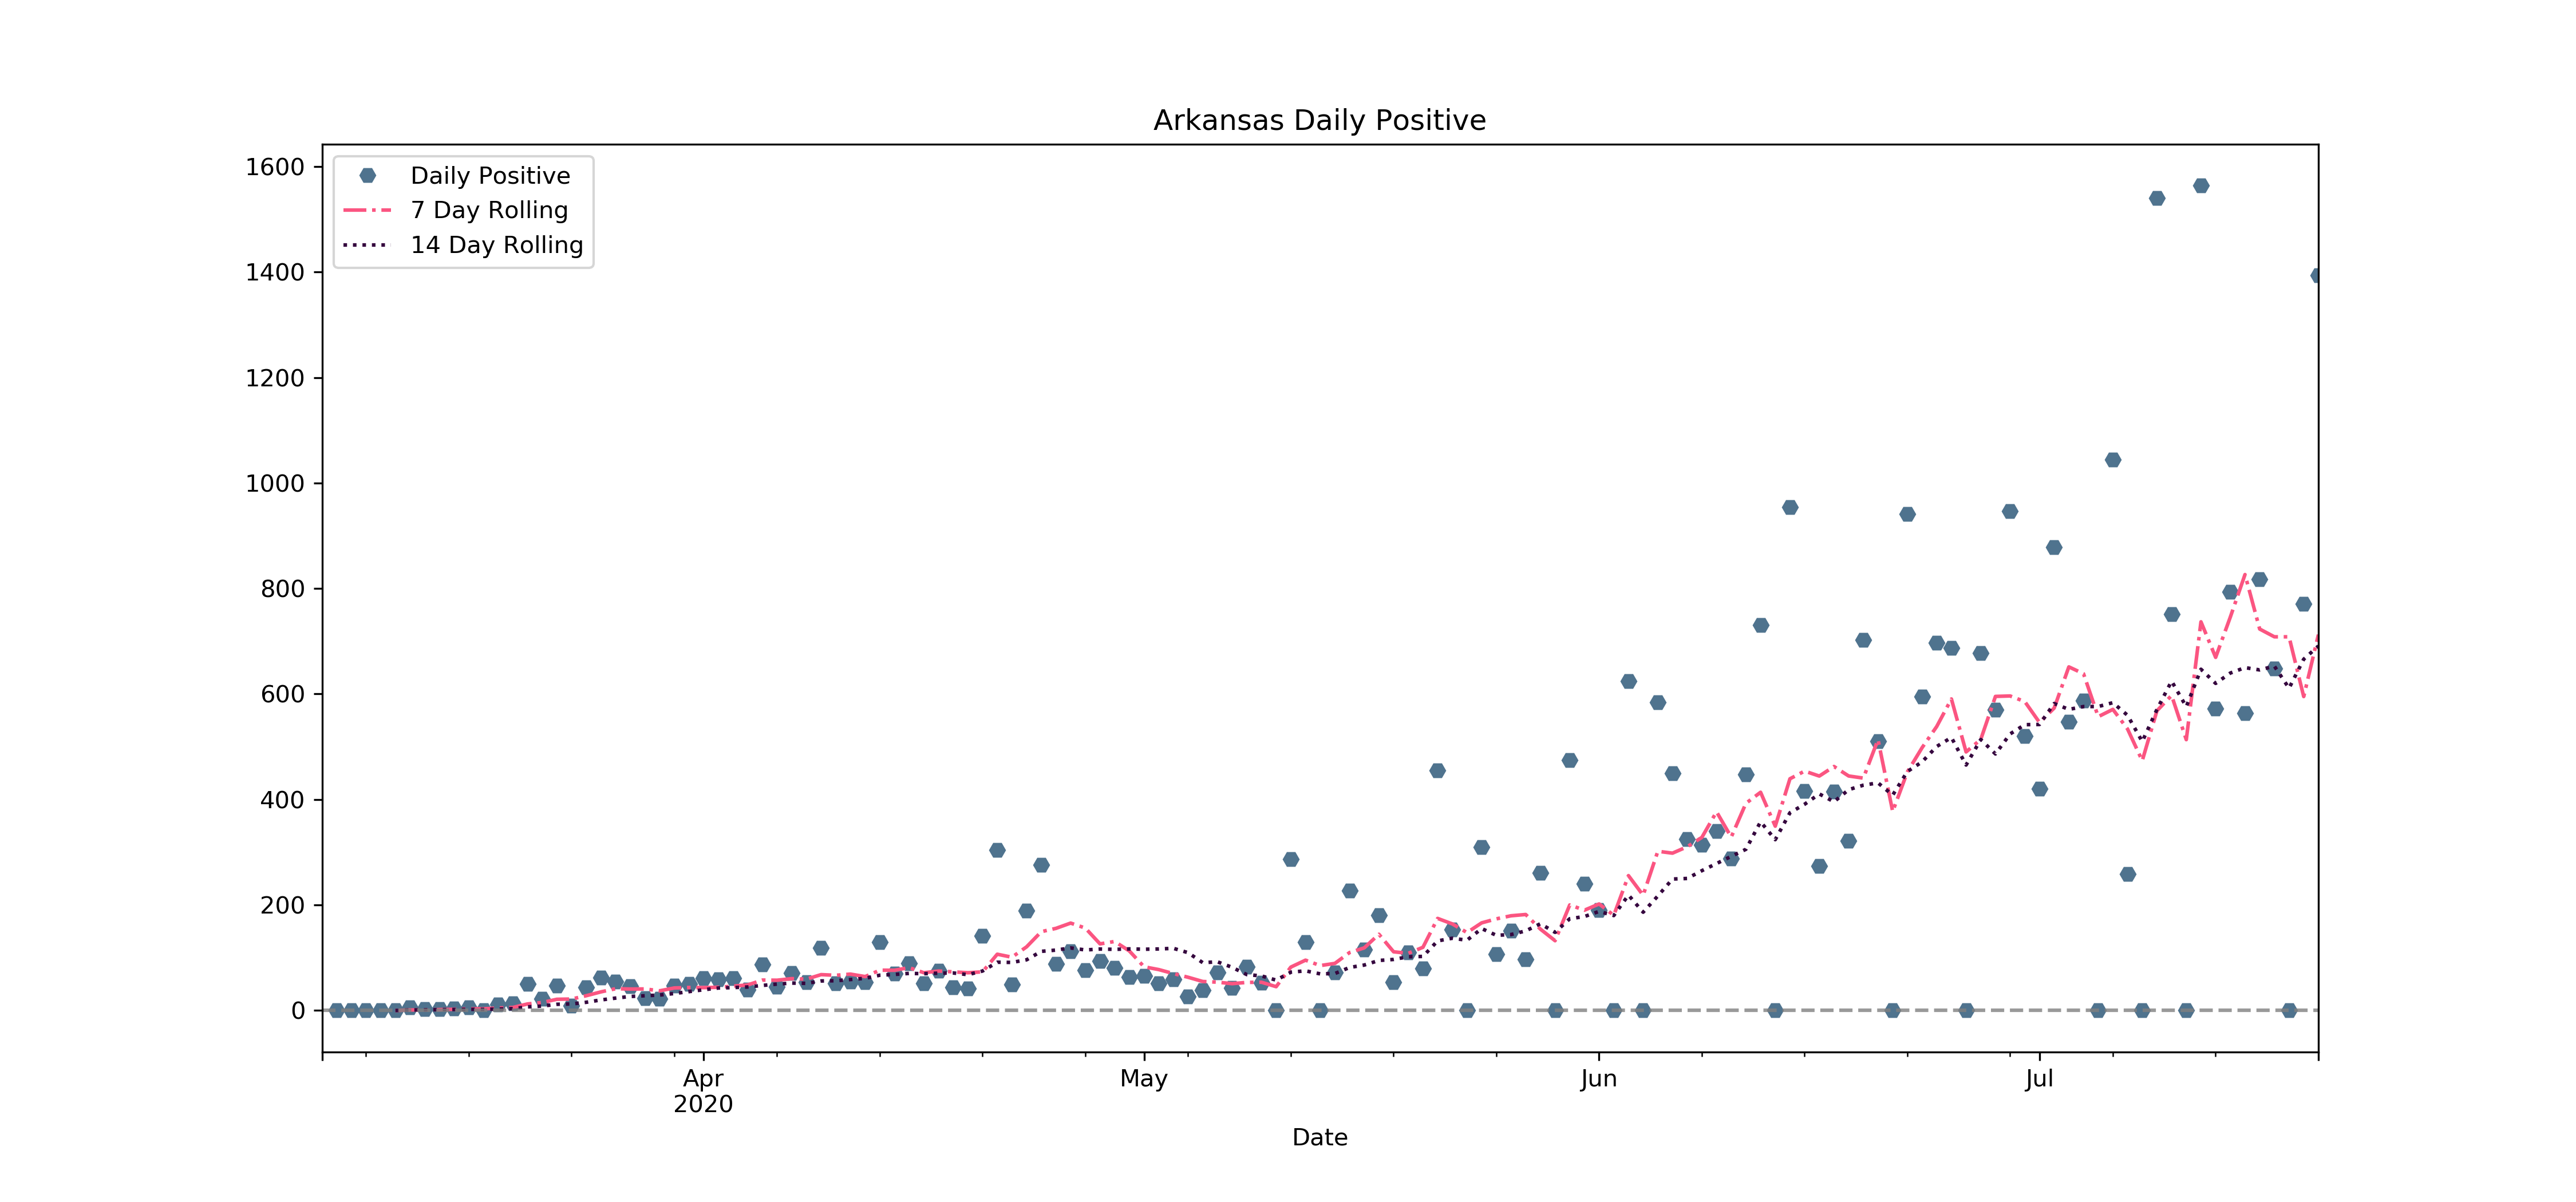 Arkansas Daily Positive
1600
1400
1200
1000
800
600
400
200
0
Daily Positive
7 Day Rolling
14 Day Rolling
Apr
2020
May
Jun
Jul
Date